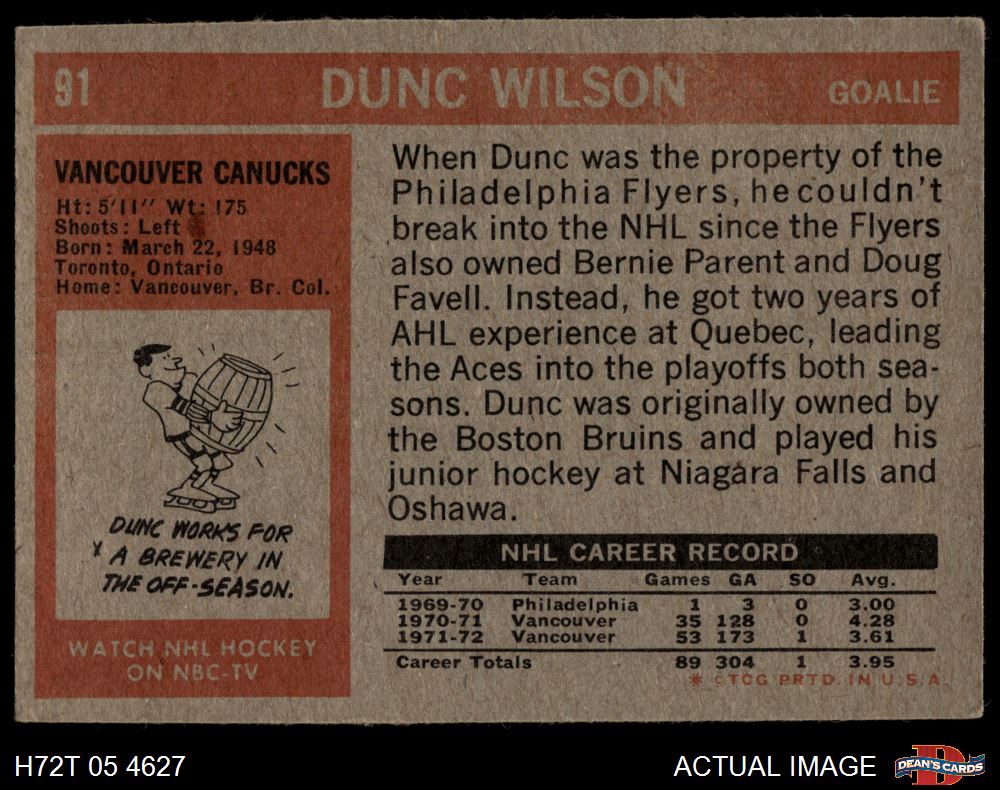 91 DUNC WILSON GOALIE
VANCOUVER CANUCKS
Ht: 5'11" Wt: 175
Shoots: Left
Born: March 22, 1948
Toronto, Ontario
Home: Vancouver, Br. Col.
DUNC WORKS FOR
A BREWERY IN
THE OFF-SEASON.
WATCH NHL HOCKEY
ON NBC-TV
When Dunc was the property of the
Philadelphia Flyers, he couldn't
break into the NHL since the Flyers
also owned Bernie Parent and Doug
Favell. Instead, he got two years of
AHL experience at Quebec, leading
the Aces into the playoffs both sea-
sons. Dunc was originally owned by
the Boston Bruins and played his
junior hockey at Niagara Falls and
Oshawa.
NHL CAREER RECORD
Year Team Games GA SO Avg.
1969-70 Philadelphia 1 3 0 3.00
1970-71 Vancouver 35 128 0 4.28
1971-72 Vancouver 53 173 1 3.61
Career Totals 89 304 1 3.95
* ©TCG PRTD. IN U.S.A.
H72T 05 4627
ACTUAL IMAGE
DEAN'S CARDS